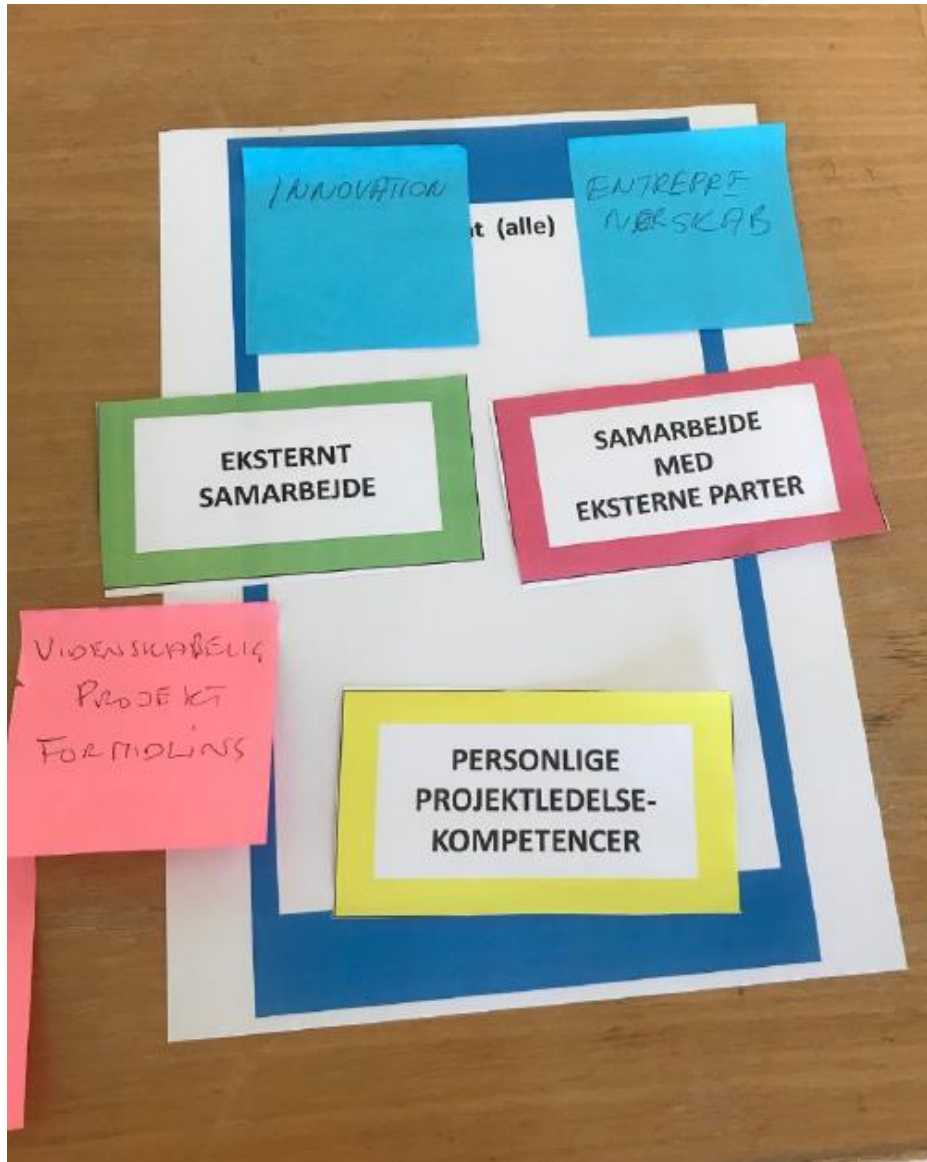 INNOVATION
ENTREPRE
NØRSKAB
t (alle)
EKSTERNT
SAMARBEJDE
SAMARBEJDE
MED
EKSTERNE PARTER
VIDENSKABELIG
PROJEKT
FORMIDLING
PERSONLIGE
PROJEKTLEDELSE-
KOMPETENCER